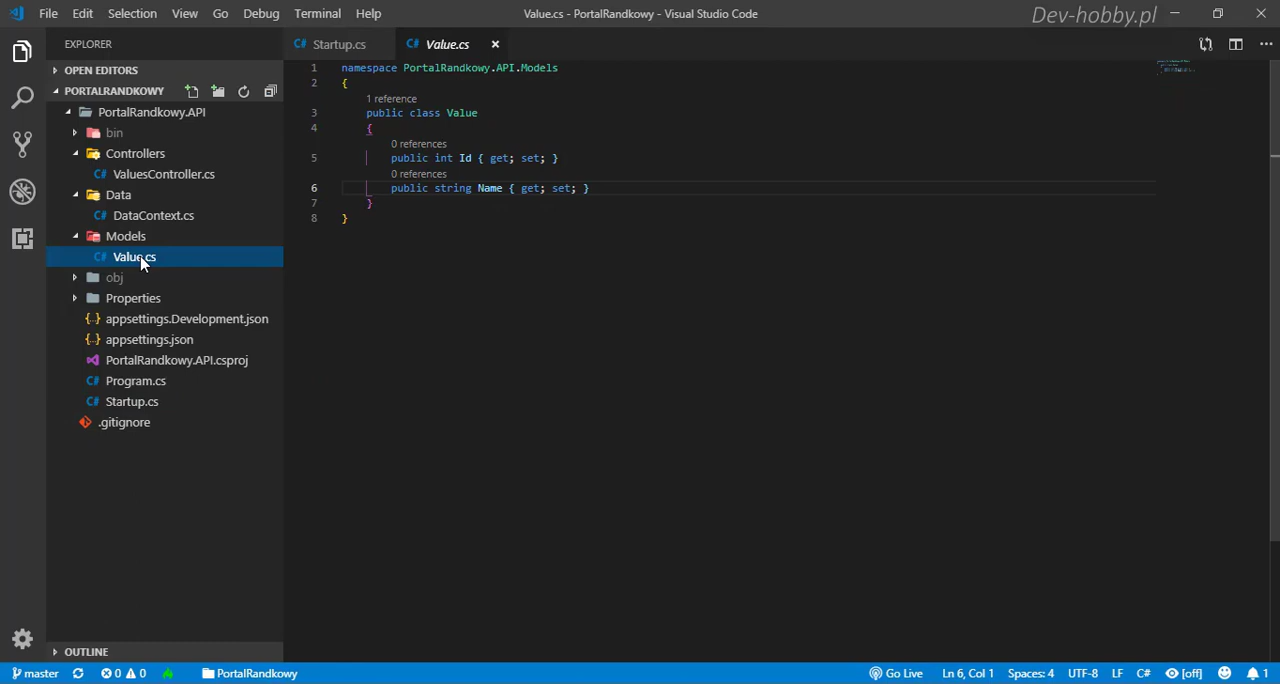 File Edit Selection View Go Debug Terminal Help
Value.cs - PortalRandkowy - Visual Studio Code
Dev-hobby.pl
EXPLORER
OPEN EDITORS
PORTALRANDKOWY
PortalRandkowy.API
bin
Controllers
C# ValuesController.cs
Data
C# DataContext.cs
Models
C# Value.cs
obj
Properties
{..} appsettings.Development.json
{..} appsettings.json
PortalRandkowy.API.csproj
C# Program.cs
C# Startup.cs
.gitignore
OUTLINE
C# Startup.cs
C# Value.cs
1 namespace PortalRandkowy.API.Models
2 {
1 reference
3 public class Value
4 {
0 references
5 public int Id { get; set; }
0 references
6 public string Name { get; set; }
7 }
8 }
master 0 0 PortalRandkowy Go Live Ln 6, Col 1 Spaces: 4 UTF-8 LF C# [off] 1